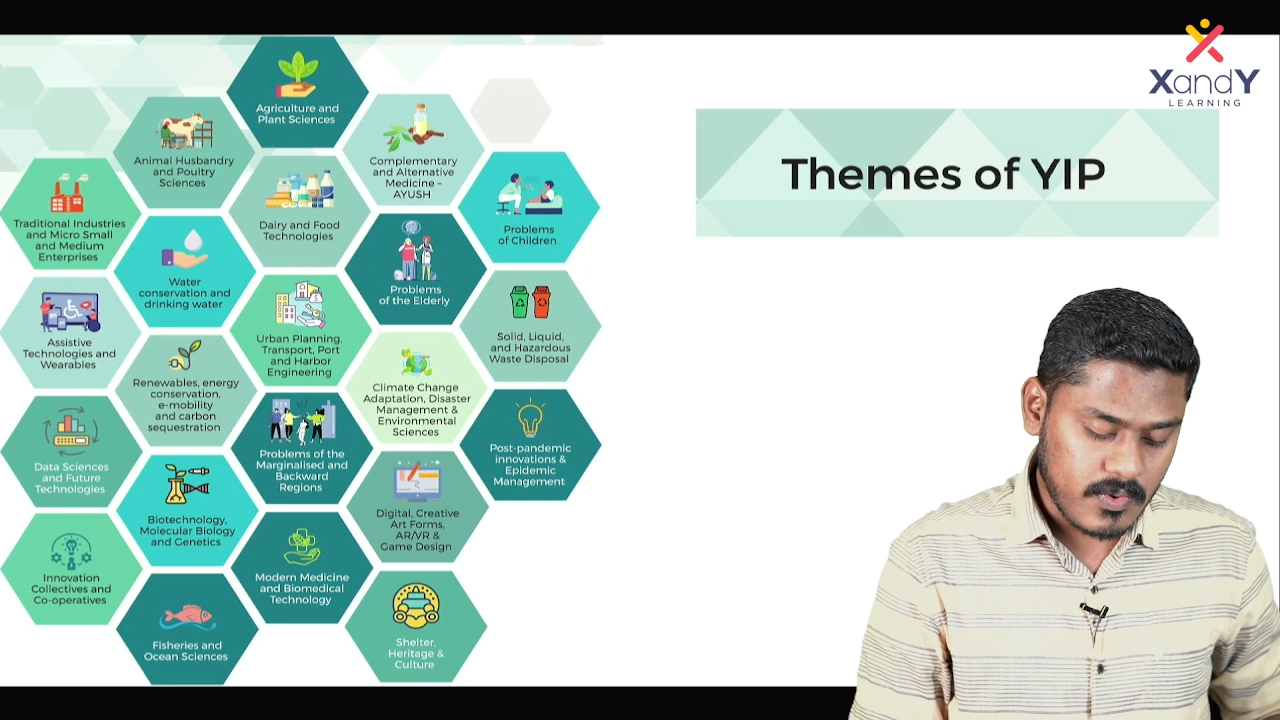 XandY
LEARNING
Themes of YIP
Agriculture and
Plant Sciences
Animal Husbandry
and Poultry
Sciences
Complementary
and Alternative
Medicine –
AYUSH
Traditional Industries
and Micro Small
and Medium
Enterprises
Dairy and Food
Technologies
Problems
of Children
Water
conservation and
drinking water
Problems
of the Elderly
Assistive
Technologies and
Wearables
Urban Planning,
Transport, Port
and Harbor
Engineering
Solid, Liquid,
and Hazardous
Waste Disposal
Renewables, energy
conservation,
e-mobility
and carbon
sequestration
Climate Change
Adaptation, Disaster
Management &
Environmental
Sciences
Data Sciences
and Future
Technologies
Problems of the
Marginalised and
Backward
Regions
Post-pandemic
innovations &
Epidemic
Management
Biotechnology,
Molecular Biology
and Genetics
Digital, Creative
Art Forms,
AR/VR &
Game Design
Innovation
Collectives and
Co-operatives
Modern Medicine
and Biomedical
Technology
Fisheries and
Ocean Sciences
Shelter,
Heritage &
Culture